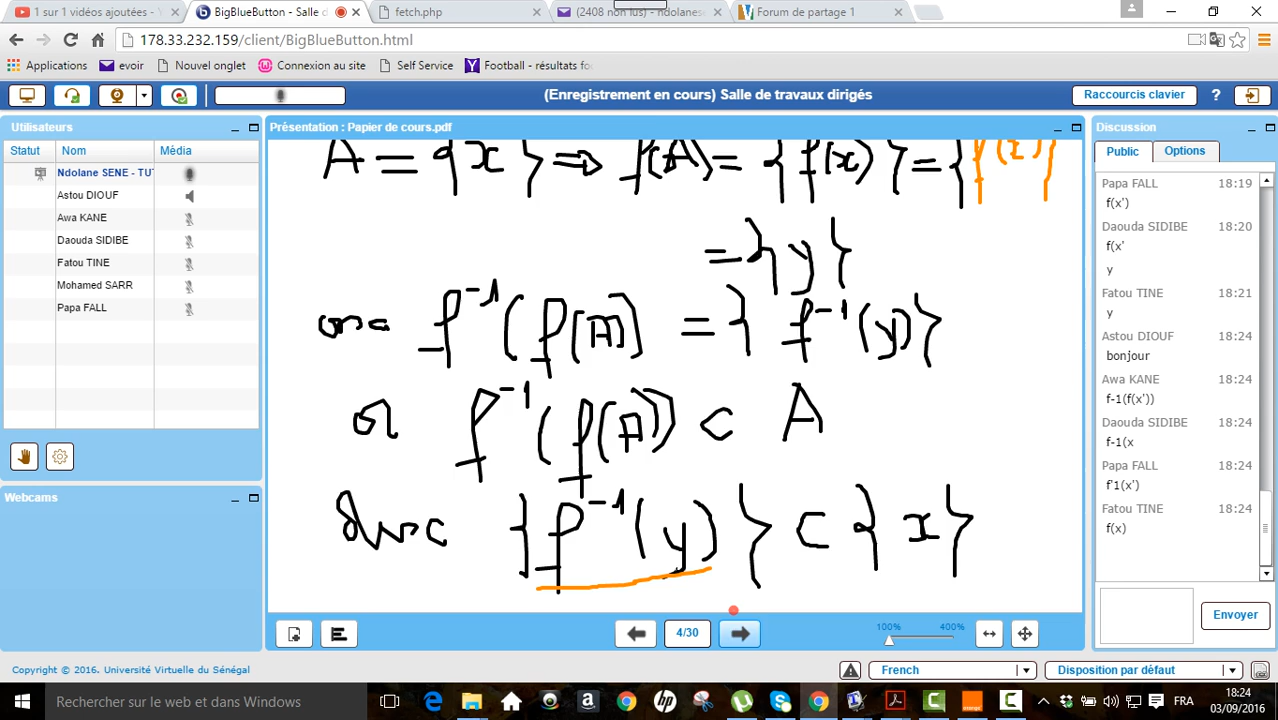 1 sur 1 vidéos ajoutées -
BigBlueButton - Salle d
fetch.php
(2408 non lus) - ndolanese
Forum de partage 1
178.33.232.159/client/BigBlueButton.html
Applications
evoir
Nouvel onglet
Connexion au site
Self Service
Football - résultats fo
(Enregistrement en cours) Salle de travaux dirigés
Raccourcis clavier
?
Utilisateurs
Statut Nom Média
Ndolane SENE - TUT
Astou DIOUF
Awa KANE
Daouda SIDIBE
Fatou TINE
Mohamed SARR
Papa FALL
Webcams
Présentation : Papier de cours.pdf
A = {x} ⇒ f(A) = {f(x)} = {f(x')}
= {y}
donc f⁻¹(f(A)) = {f⁻¹(y)}
or f⁻¹(f(A)) ⊂ A
donc {f⁻¹(y)} ⊂ {x}
4/30
100% 400%
Discussion
Public Options
Papa FALL 18:19
f(x')
Daouda SIDIBE 18:20
f(x'
y
Fatou TINE 18:21
y
Astou DIOUF 18:24
bonjour
Awa KANE 18:24
f-1(f(x'))
Daouda SIDIBE 18:24
f-1(x
Papa FALL 18:24
f'1(x')
Fatou TINE 18:24
f(x)
Envoyer
Copyright © 2016. Université Virtuelle du Sénégal
French
Disposition par défaut
Rechercher sur le web et dans Windows
FRA
18:24
03/09/2016